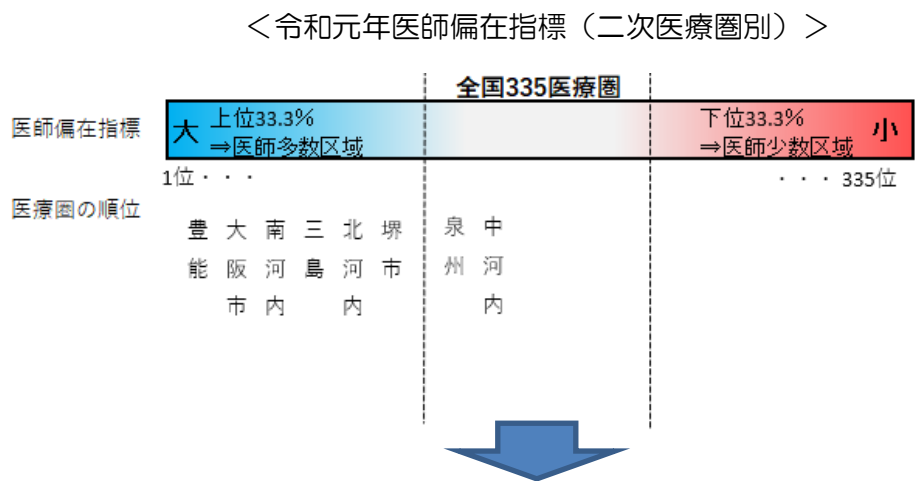 <令和元年医師偏在指標（二次医療圏別）>
全国335医療圏
医師偏在指標
大
上位33.3%
⇒医師多数区域
下位33.3%
⇒医師少数区域
小
1位・・・
・・・335位
医療圏の順位
豊能
大阪市
南河内
三島
北河内
堺市
泉州
中河内